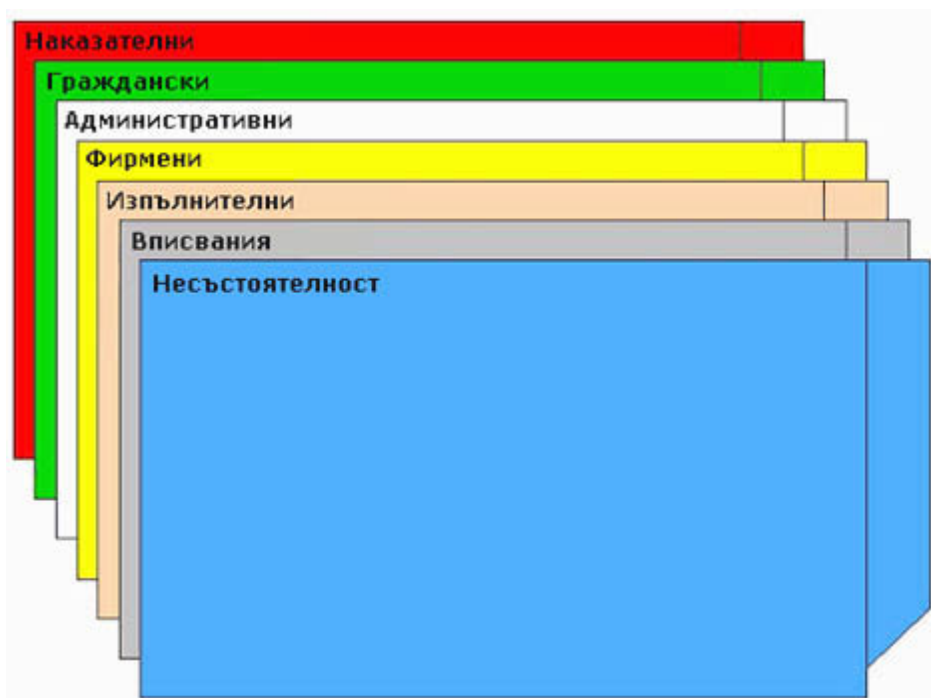 Наказателни
Граждански
Административни
Фирмени
Изпълнителни
Вписвания
Несъстоятелност